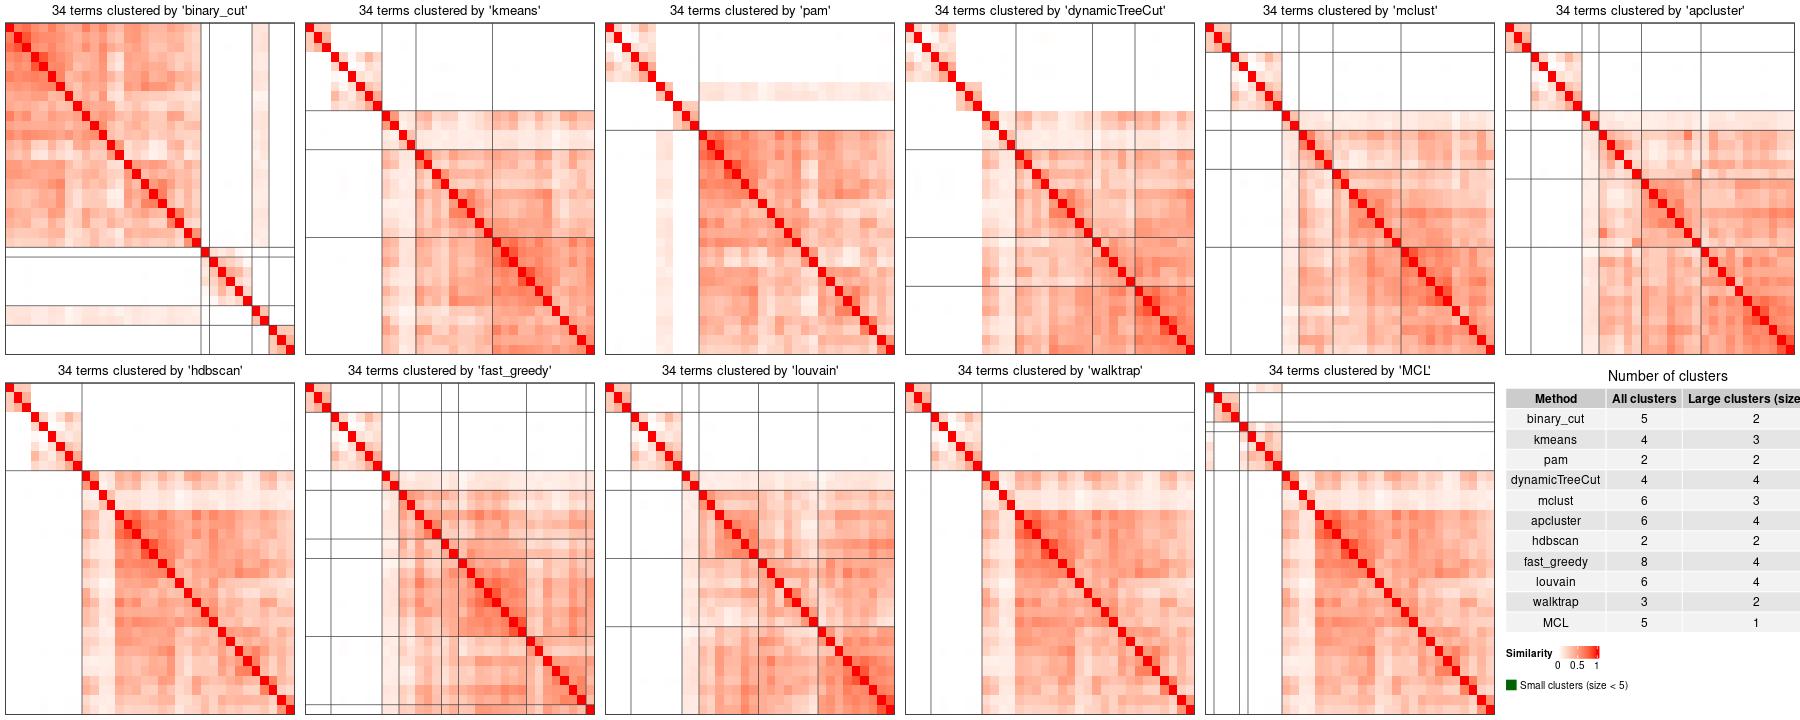 34 terms clustered by 'binary_cut'
34 terms clustered by 'kmeans'
34 terms clustered by 'pam'
34 terms clustered by 'dynamicTreeCut'
34 terms clustered by 'mclust'
34 terms clustered by 'apcluster'
34 terms clustered by 'hdbscan'
34 terms clustered by 'fast_greedy'
34 terms clustered by 'louvain'
34 terms clustered by 'walktrap'
34 terms clustered by 'MCL'
Number of clusters
Method All clusters Large clusters (size
binary_cut 5 2
kmeans 4 3
pam 2 2
dynamicTreeCut 4 4
mclust 6 3
apcluster 6 4
hdbscan 2 2
fast_greedy 8 4
louvain 6 4
walktrap 3 2
MCL 5 1
Similarity
0 0.5 1
Small clusters (size < 5)